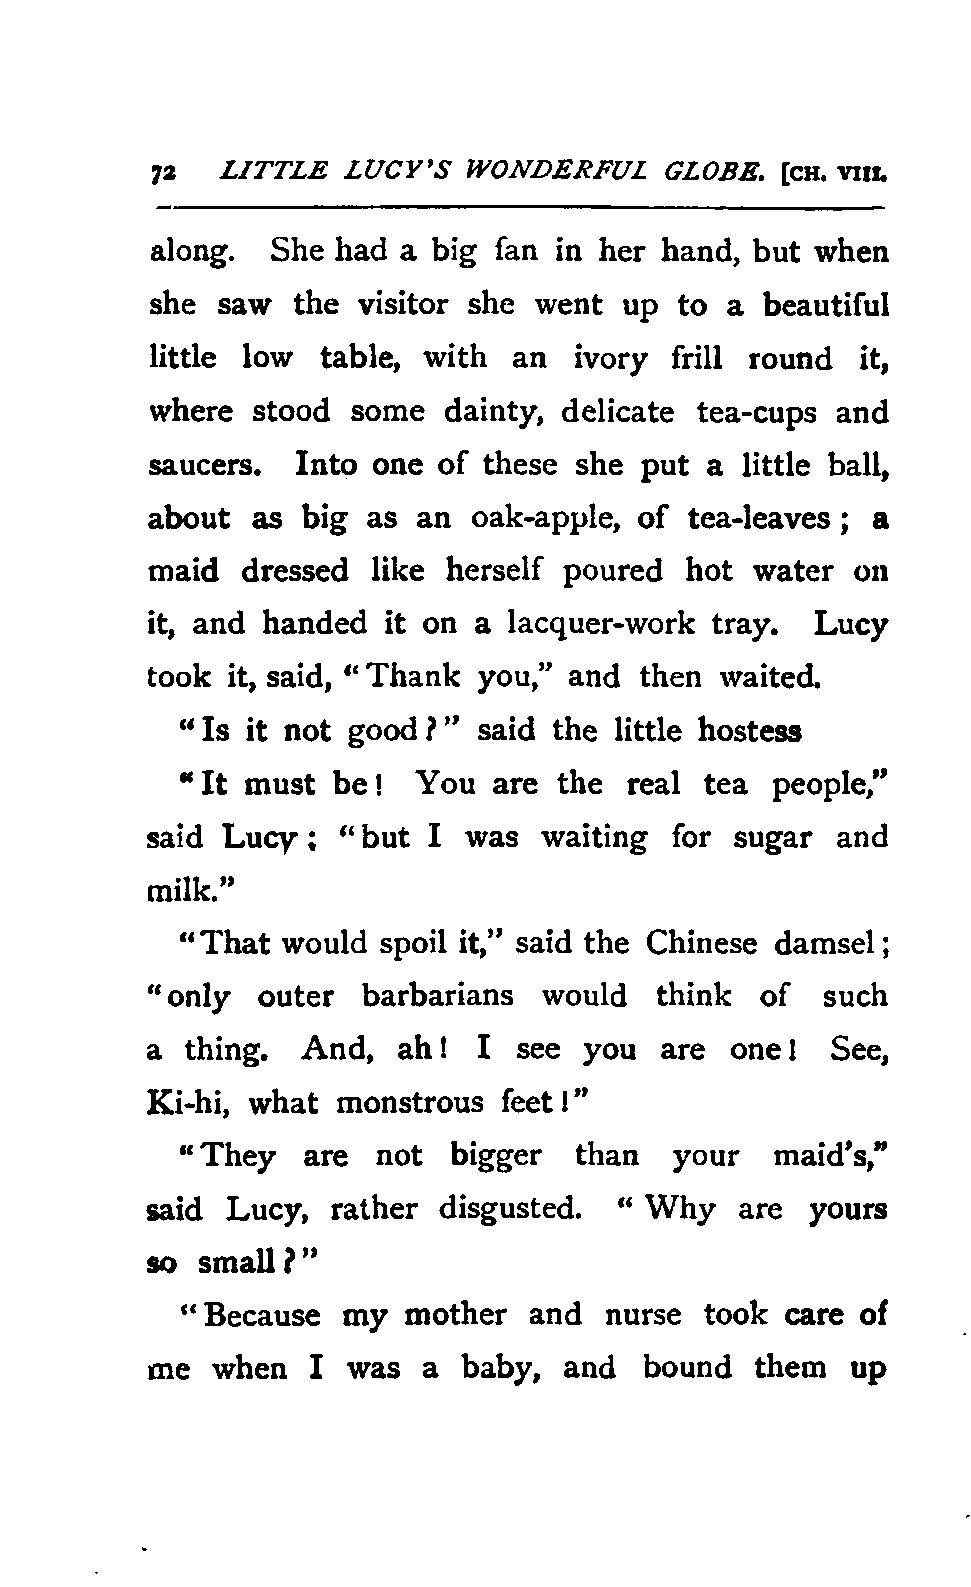 72 LITTLE LUCY'S WONDERFUL GLOBE. [CH. VIII.
along. She had a big fan in her hand, but when
she saw the visitor she went up to a beautiful
little low table, with an ivory frill round it,
where stood some dainty, delicate tea-cups and
saucers. Into one of these she put a little ball,
about as big as an oak-apple, of tea-leaves; a
maid dressed like herself poured hot water on
it, and handed it on a lacquer-work tray. Lucy
took it, said, "Thank you," and then waited.
"Is it not good?" said the little hostess
"It must be! You are the real tea people,"
said Lucy; "but I was waiting for sugar and
milk."
"That would spoil it," said the Chinese damsel;
"only outer barbarians would think of such
a thing. And, ah! I see you are one! See,
Ki-hi, what monstrous feet!"
"They are not bigger than your maid's,"
said Lucy, rather disgusted. "Why are yours
so small?"
"Because my mother and nurse took care of
me when I was a baby, and bound them up